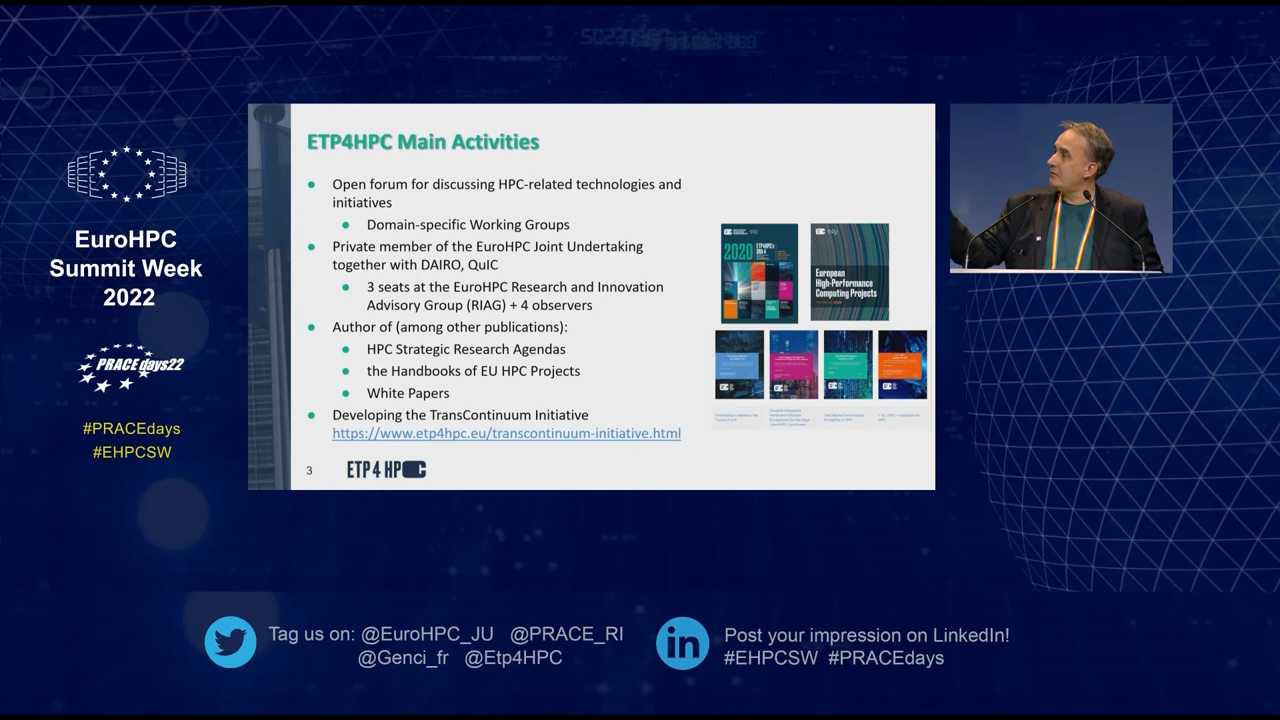 EuroHPC
Summit Week
2022
PRACEdays22
#PRACEdays
#EHPCSW
ETP4HPC Main Activities
Open forum for discussing HPC-related technologies and
initiatives
Domain-specific Working Groups
Private member of the EuroHPC Joint Undertaking
together with DAIRO, QuIC
3 seats at the EuroHPC Research and Innovation
Advisory Group (RIAG) + 4 observers
Author of (among other publications):
HPC Strategic Research Agendas
the Handbooks of EU HPC Projects
White Papers
Developing the TransContinuum Initiative
https://www.etp4hpc.eu/transcontinuum-initiative.html
3
ETP4HPC
2020
ETP4HPC's
SRA 4
European
High-Performance
Computing Projects
Tag us on: @EuroHPC_JU @PRACE_RI
@Genci_fr @Etp4HPC
in
Post your impression on LinkedIn!
#EHPCSW #PRACEdays